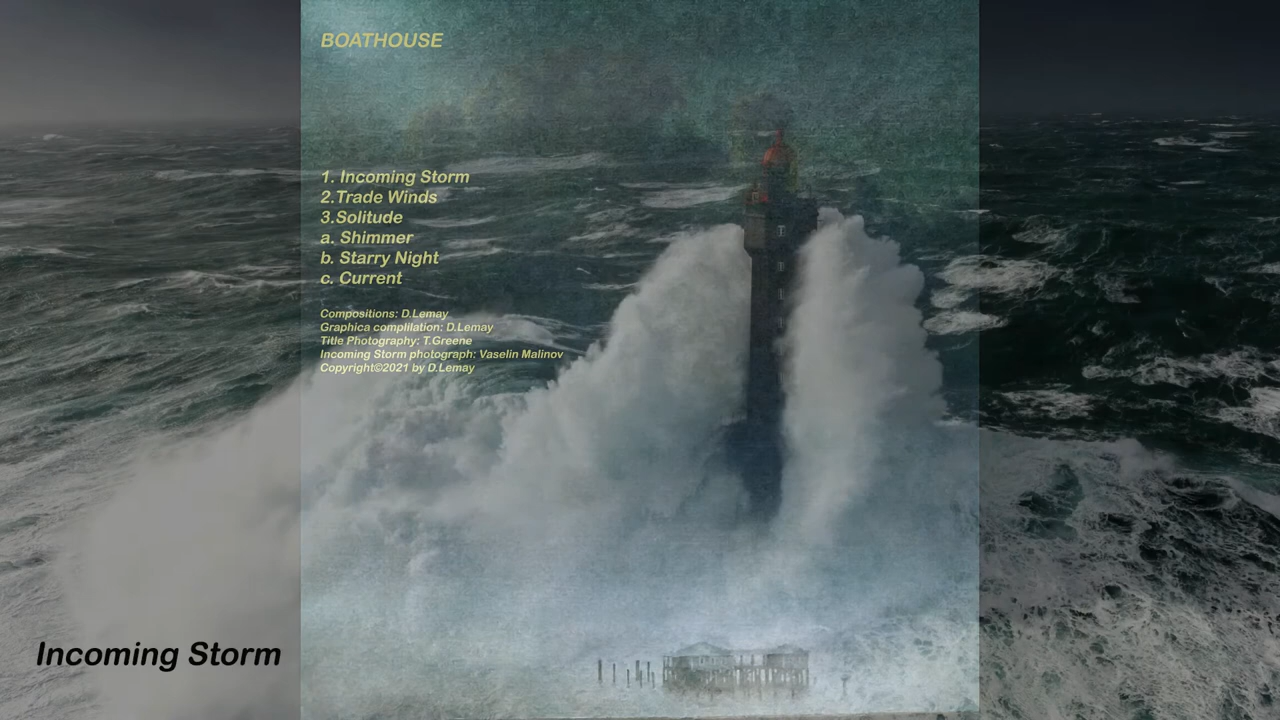 BOATHOUSE
1. Incoming Storm
2.Trade Winds
3.Solitude
a. Shimmer
b. Starry Night
c. Current
Compositions: D.Lemay
Graphica complilation: D.Lemay
Title Photography: T.Greene
Incoming Storm photograph: Vaselin Malinov
Copyright©2021 by D.Lemay
Incoming Storm